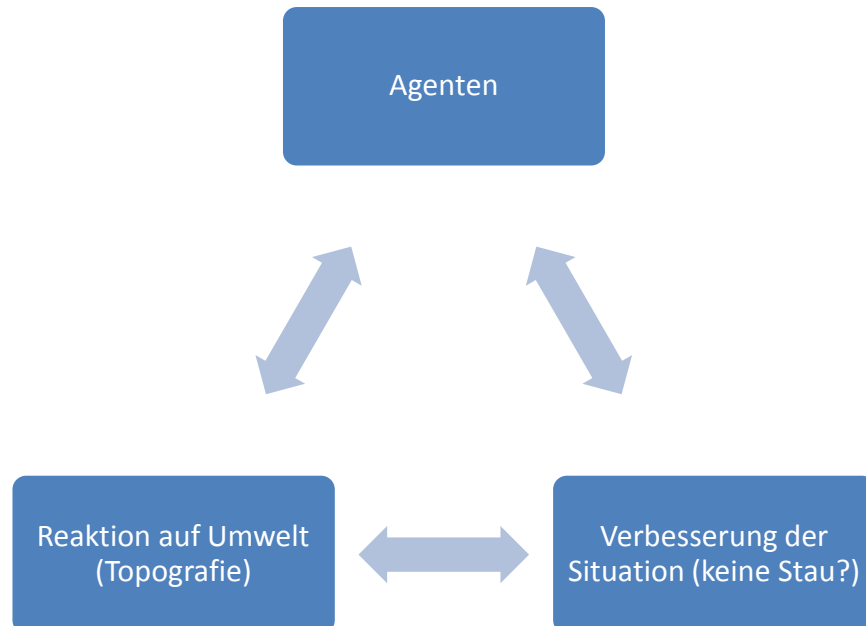 Agenten
Reaktion auf Umwelt
(Topografie)
Verbesserung der
Situation (keine Stau?)